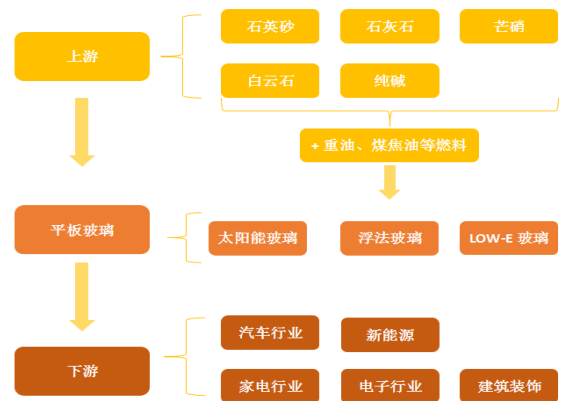 石英砂
石灰石
芒硝
上游
白云石
纯碱
+ 重油、煤焦油等燃料
平板玻璃
太阳能玻璃
浮法玻璃
LOW-E 玻璃
汽车行业
新能源
下游
家电行业
电子行业
建筑装饰